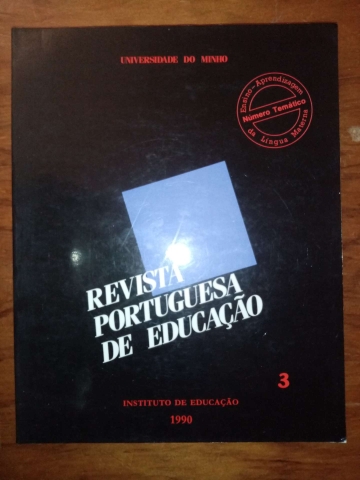 UNIVERSIDADE DO MINHO
Ensino-Aprendizagem
Número Temático
da Língua Materna
REVISTA
PORTUGUESA
DE EDUCAÇÃO
3
INSTITUTO DE EDUCAÇÃO
1990